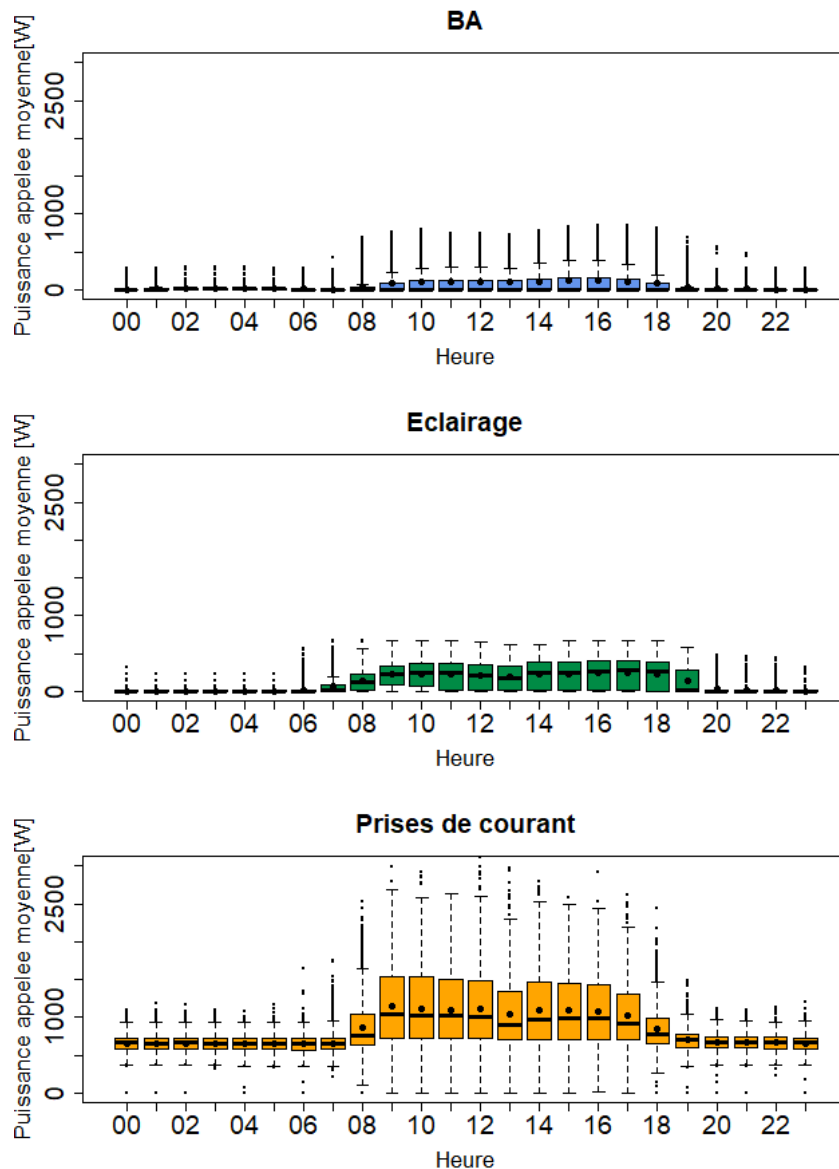 BA
Puissance appelee moyenne[W]
2500
1000
0
00 02 04 06 08 10 12 14 16 18 20 22
Heure
Eclairage
Puissance appelee moyenne [W]
2500
1000
0
00 02 04 06 08 10 12 14 16 18 20 22
Heure
Prises de courant
Puissance appelee moyenne[W]
2500
1000
0
00 02 04 06 08 10 12 14 16 18 20 22
Heure